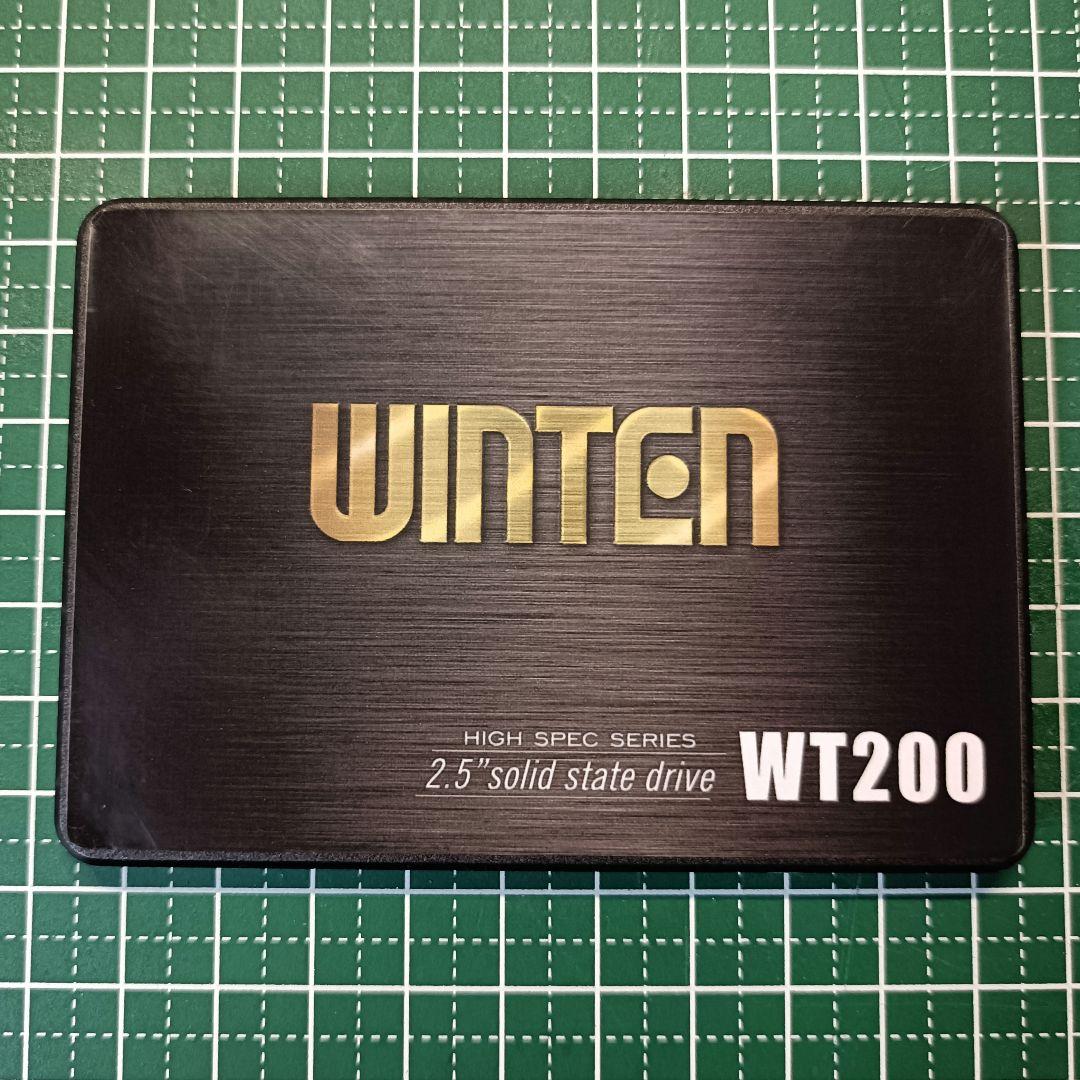 WINTEN
HIGH SPEC SERIES
2.5"solid state drive
WT200